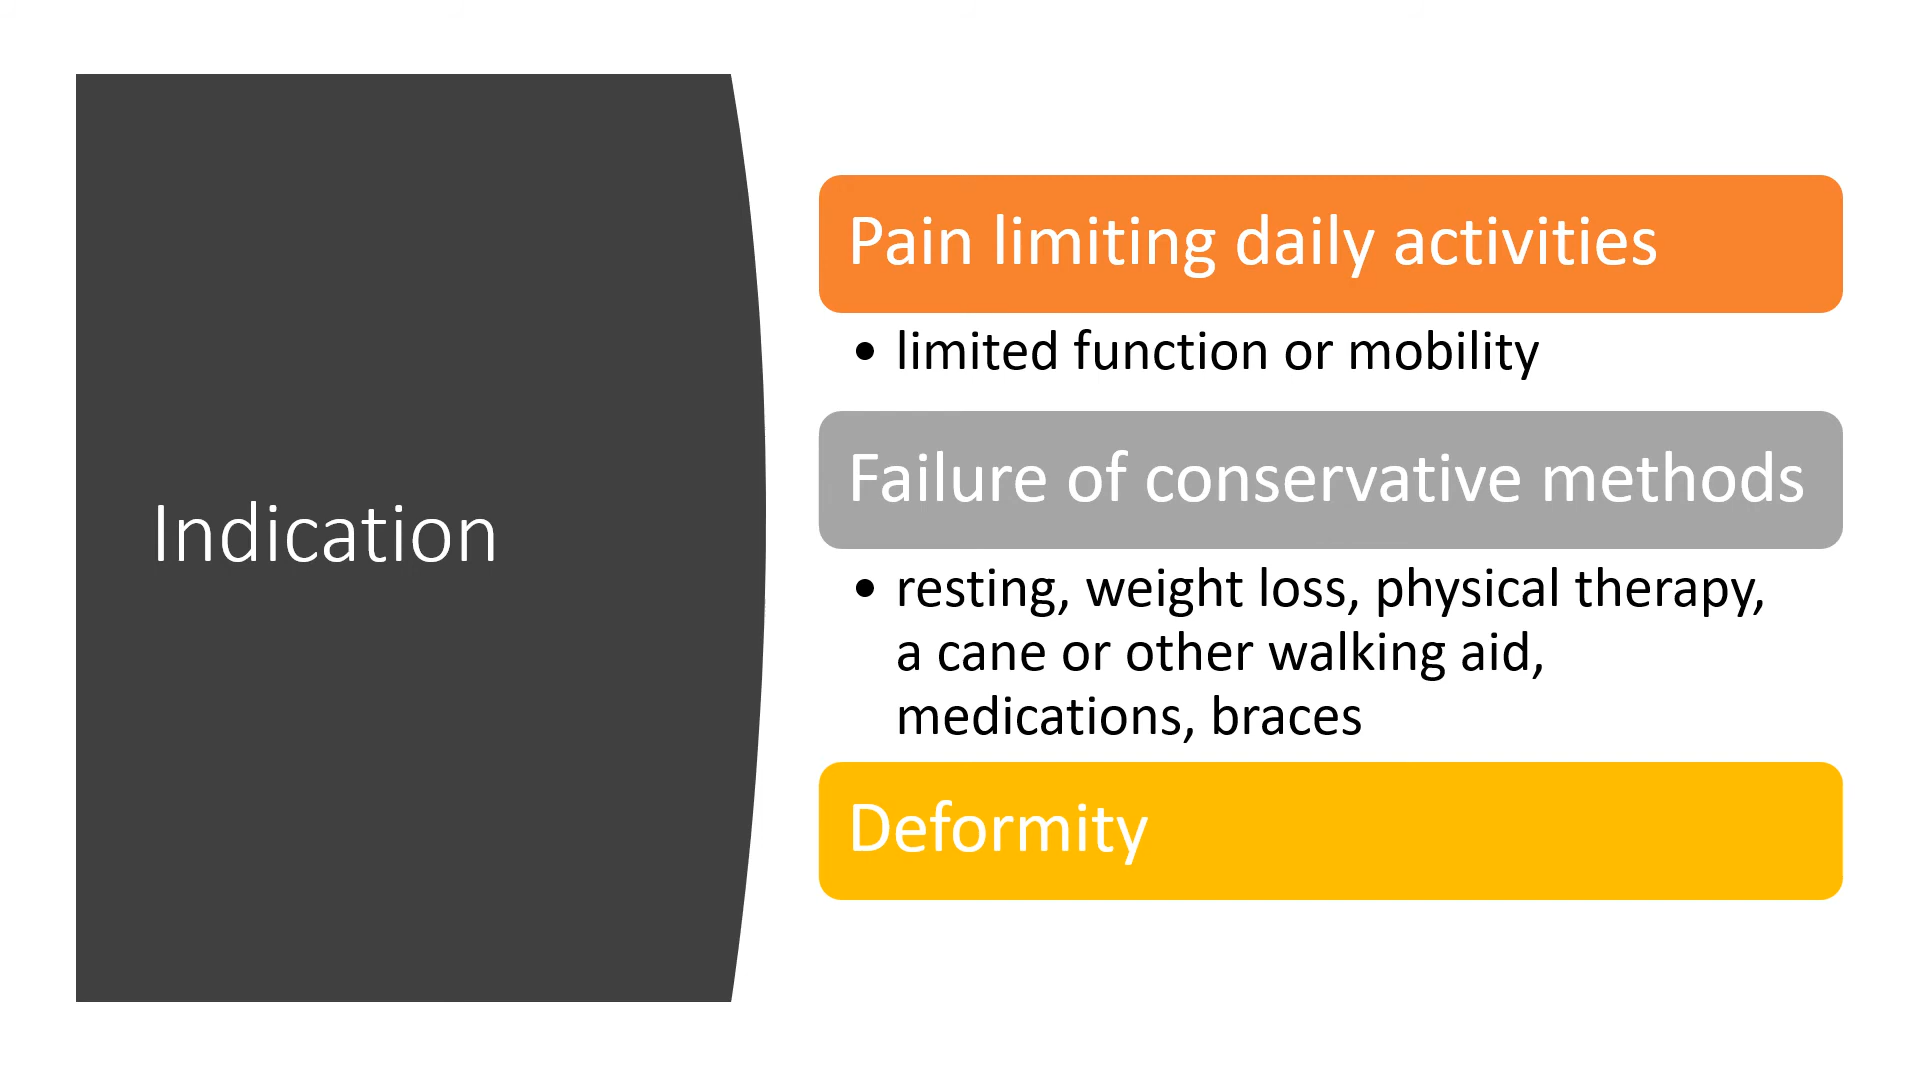 Indication
Pain limiting daily activities
• limited function or mobility
Failure of conservative methods
• resting, weight loss, physical therapy,
a cane or other walking aid,
medications, braces
Deformity